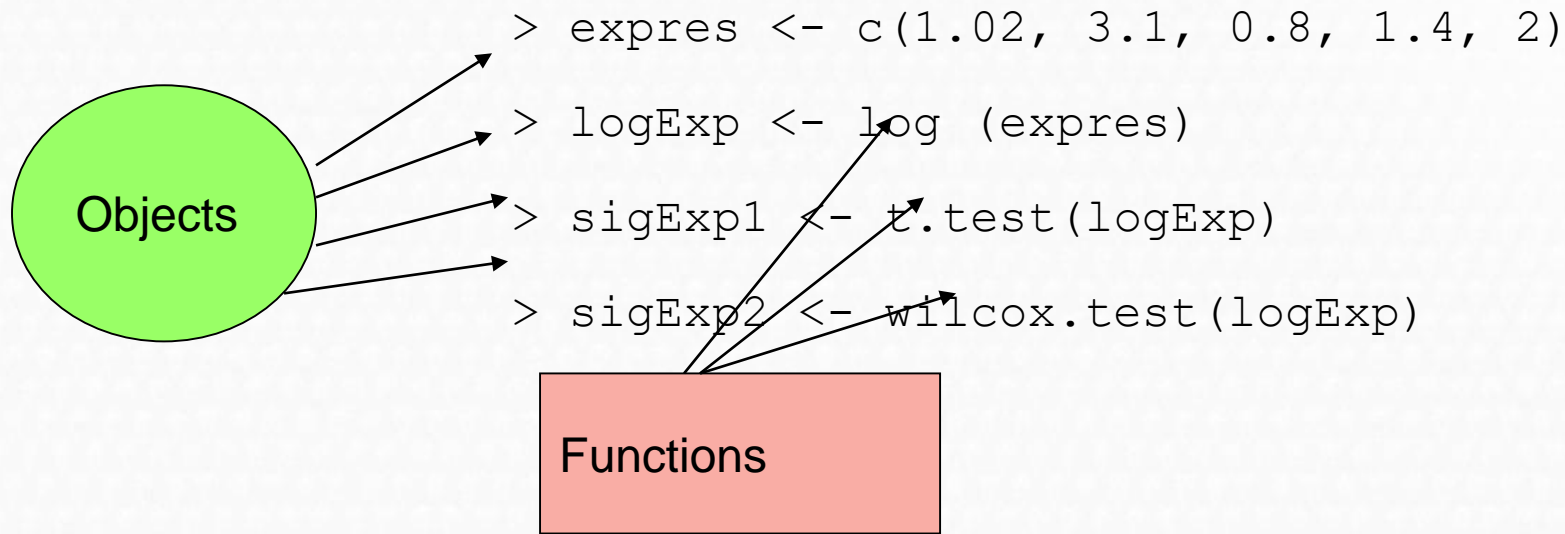 > expres <- c(1.02, 3.1, 0.8, 1.4, 2)
> logExp <- log (expres)
Objects
> sigExp1 <- t.test(logExp)
> sigExp2 <- wilcox.test(logExp)
Functions